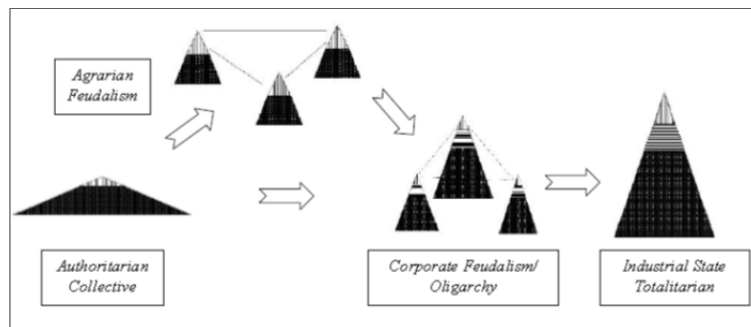 Agrarian
Feudalism
Authoritarian
Collective
Corporate Feudalism/
Oligarchy
Industrial State
Totalitarian